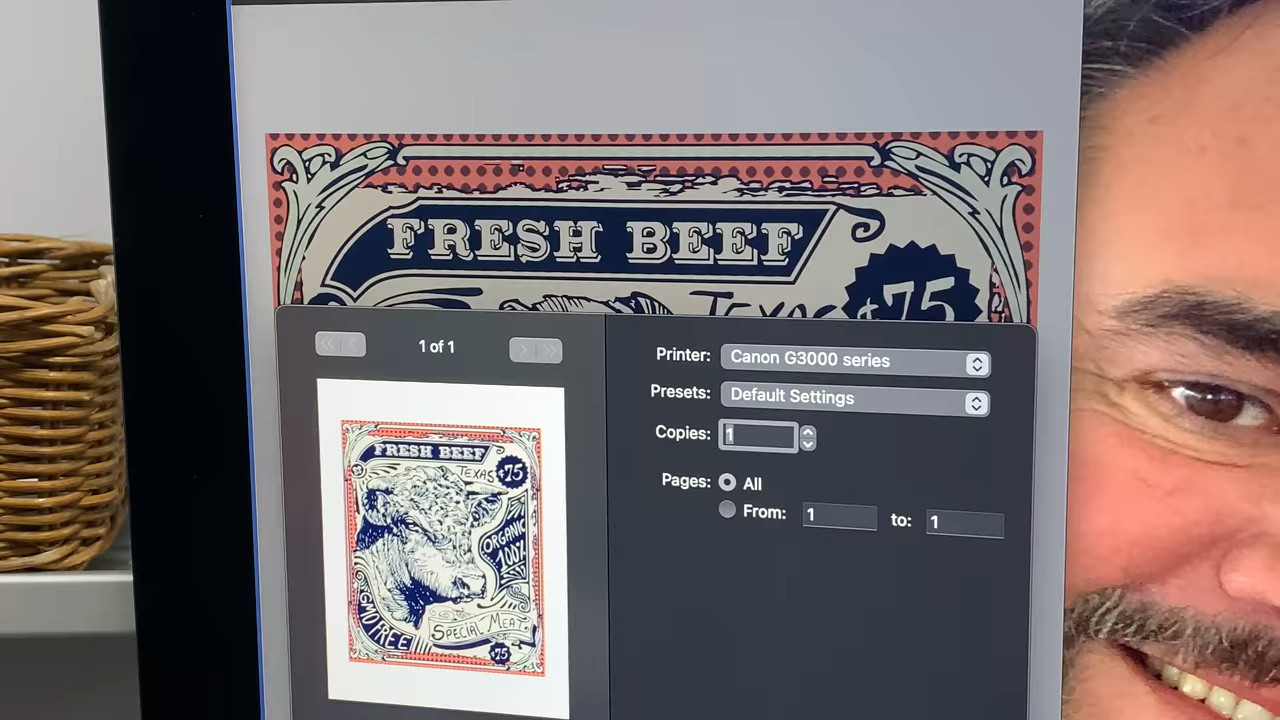 FRESH BEEF
TEXAS
$75
1 of 1
FRESH BEEF
TEXAS
$75
ORGANIC
100%
GMO FREE
SPECIAL MEAT
$75
Printer: Canon G3000 series
Presets: Default Settings
Copies: 1
Pages: All
From: 1 to: 1